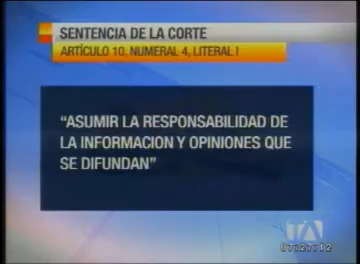 SENTENCIA DE LA CORTE
ARTÍCULO 10, NUMERAL 4, LITERAL I
“ASUMIR LA RESPONSABILIDAD DE
LA INFORMACION Y OPINIONES QUE
SE DIFUNDAN”
TA